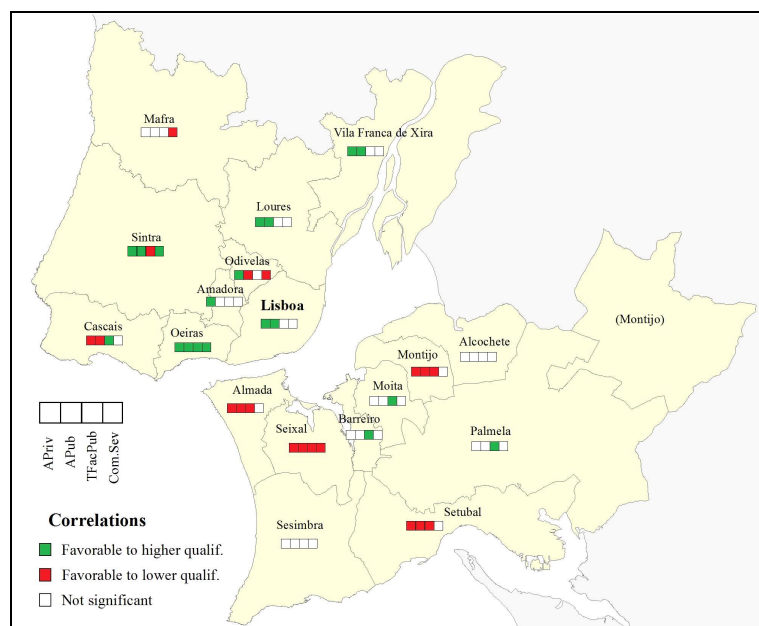 Mafra
Vila Franca de Xira
Loures
Sintra
Odivelas
Amadora
Lisboa
(Montijo)
Cascais
Oeiras
Montijo
Alcochete
Almada
Moita
Seixal
Barreiro
Palmela
APriv
APub
TFacPub
Com.Sev
Setubal
Sesimbra
Correlations
Favorable to higher qualif.
Favorable to lower qualif.
Not significant